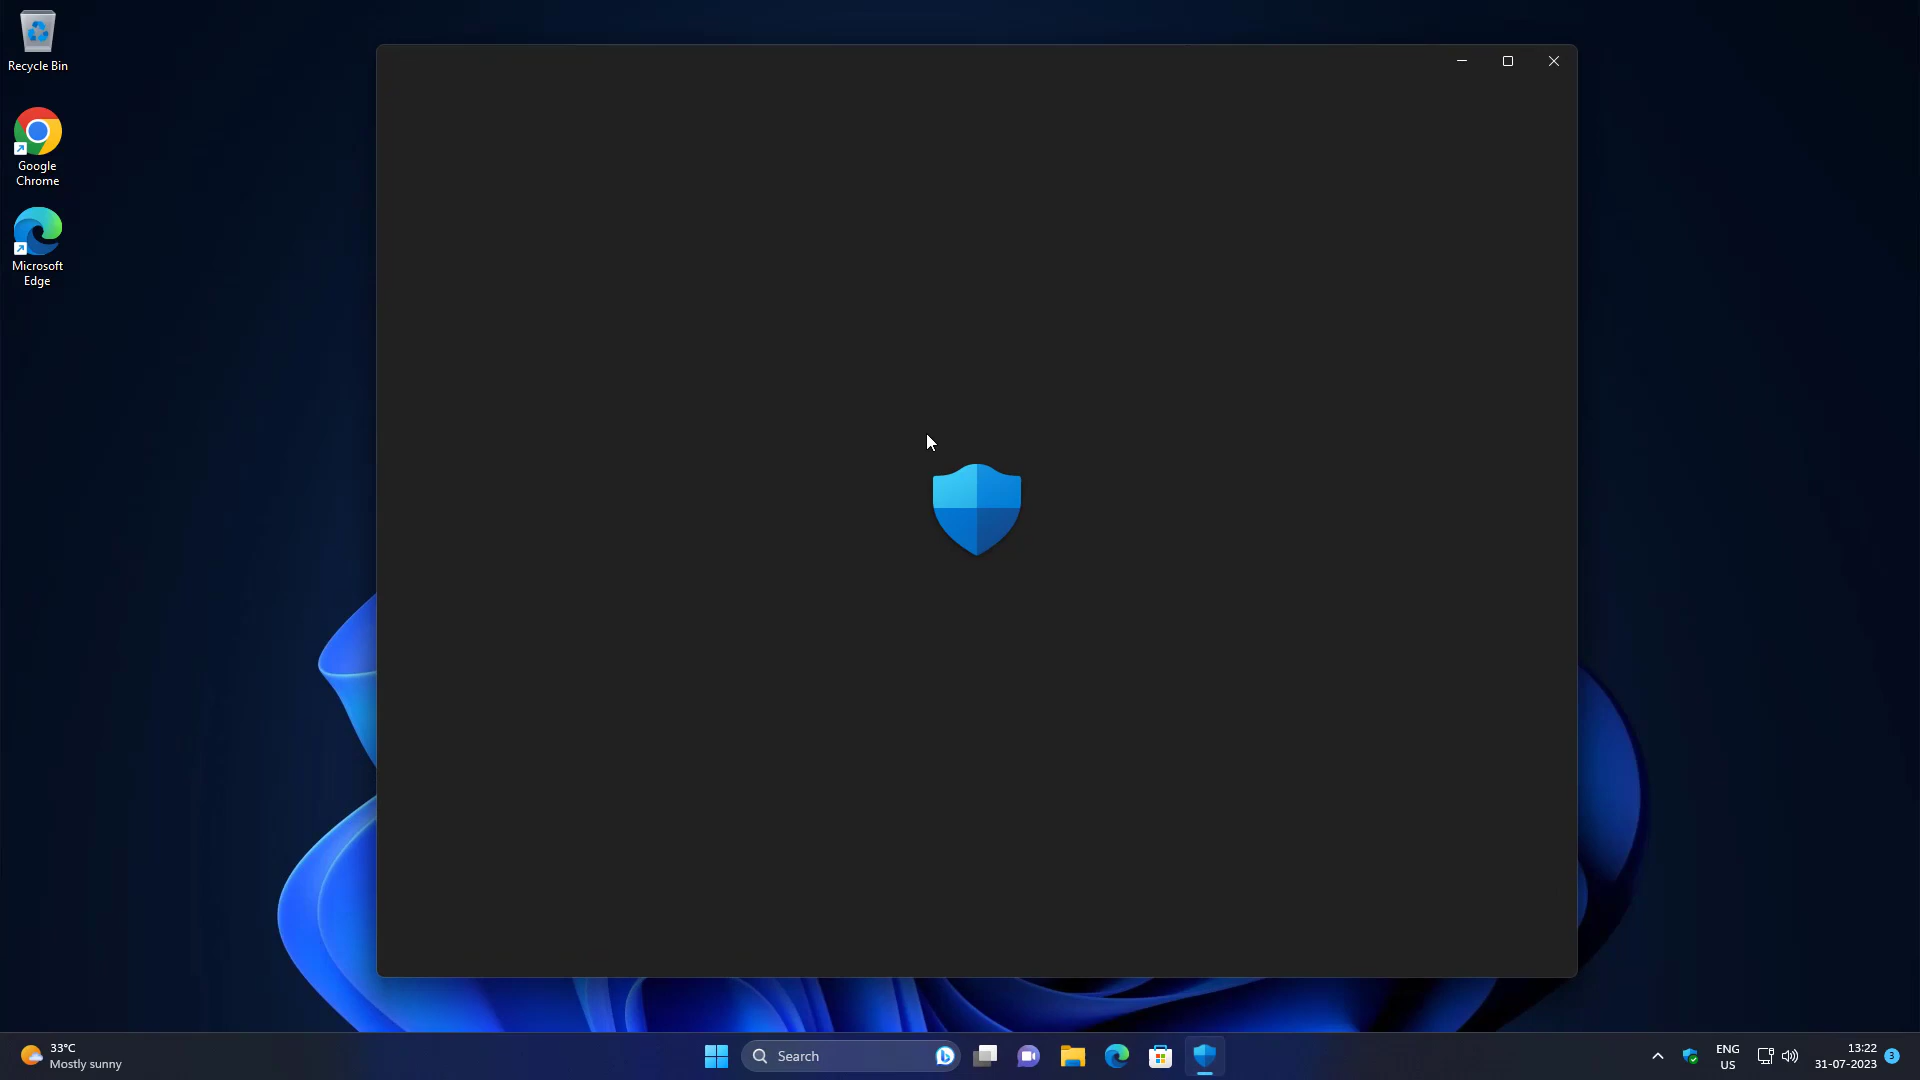 Recycle Bin
Google
Chrome
Microsoft
Edge
33°C
Mostly sunny
Search
ENG
US
13:22
31-07-2023
3